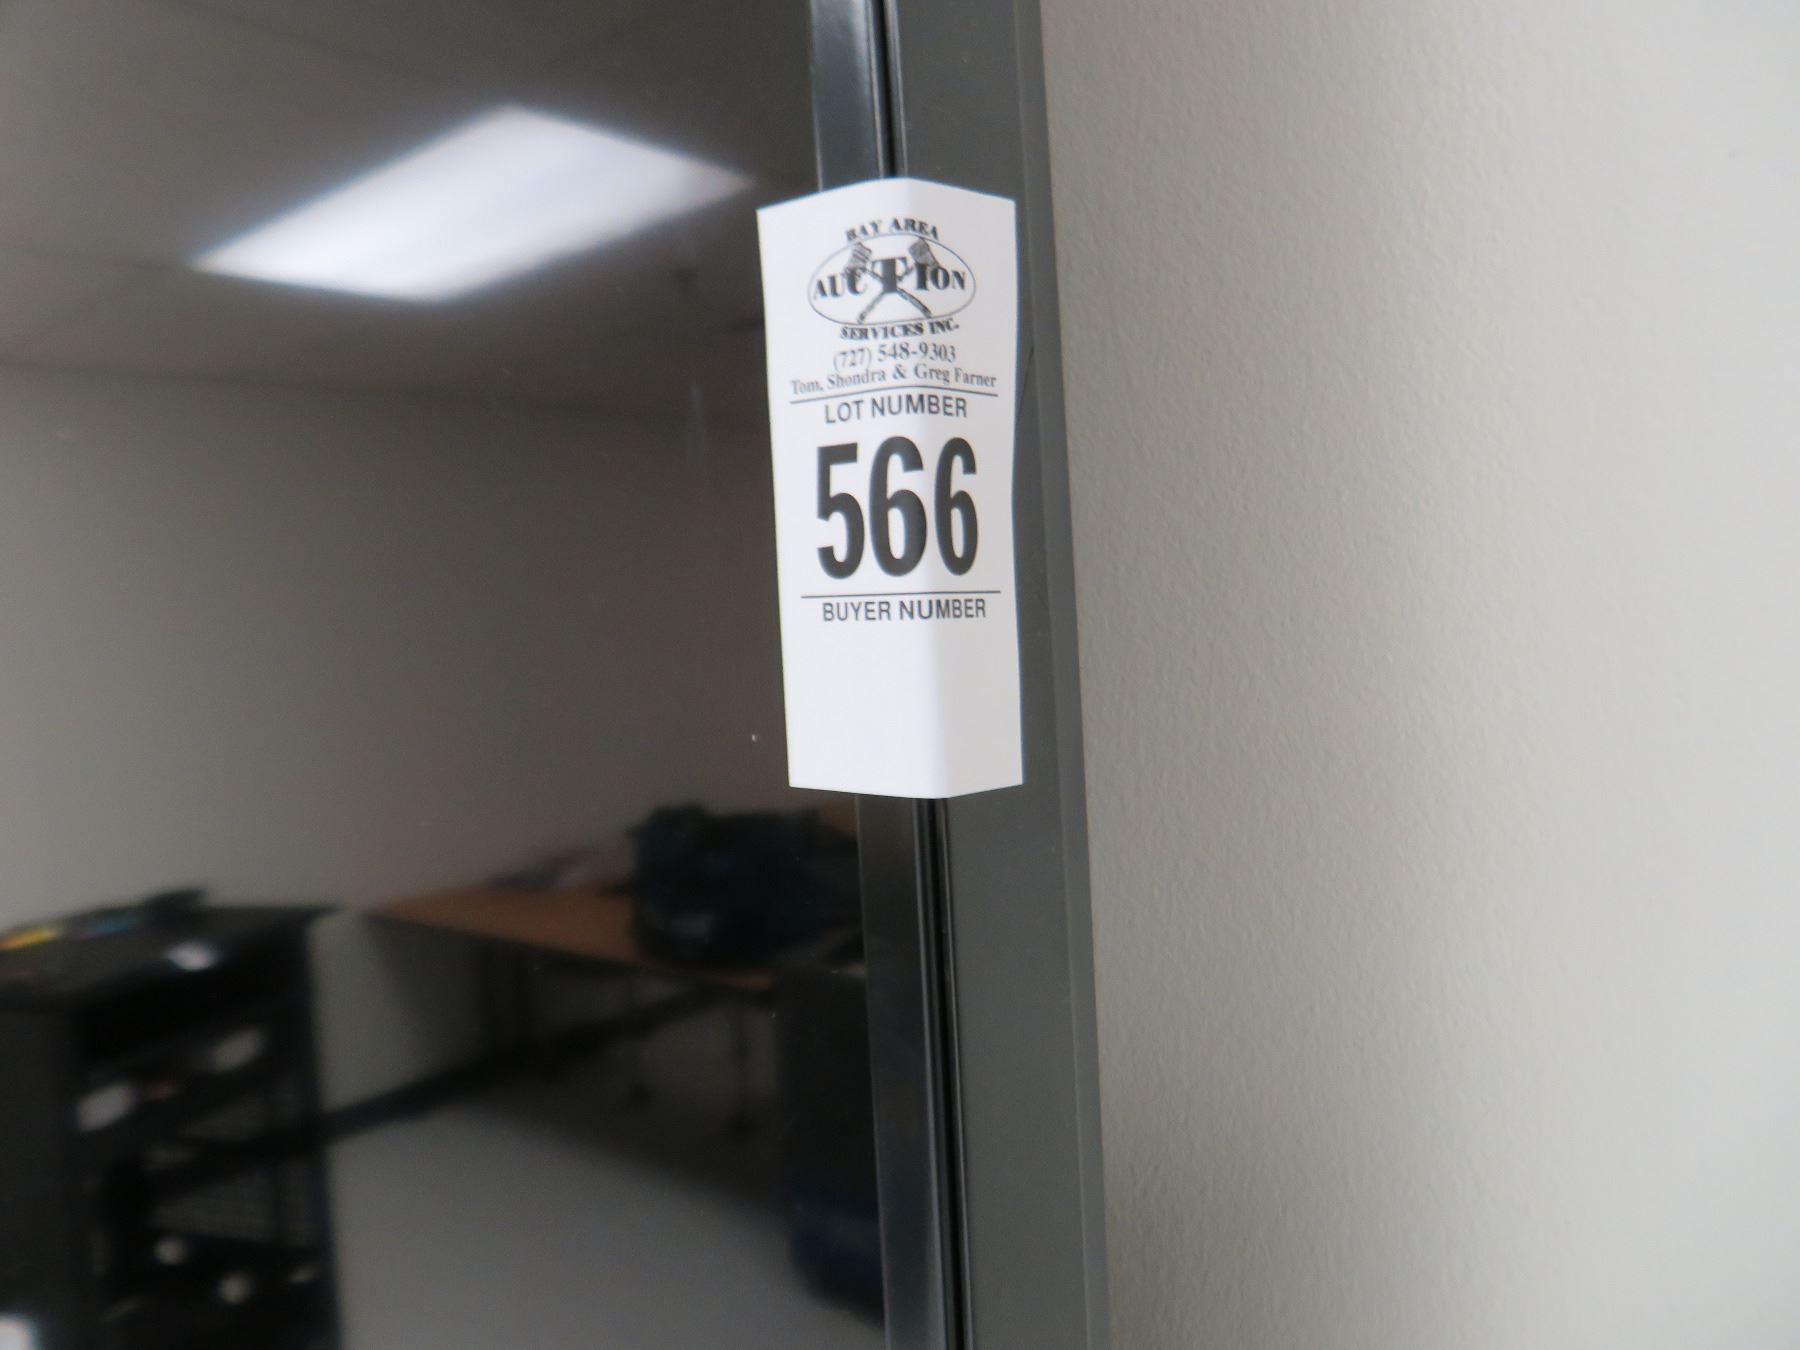 BAY AREA
AUCTION
SERVICES INC.
(727) 548-9303
Tom, Shondra & Greg Farner
LOT NUMBER
566
BUYER NUMBER